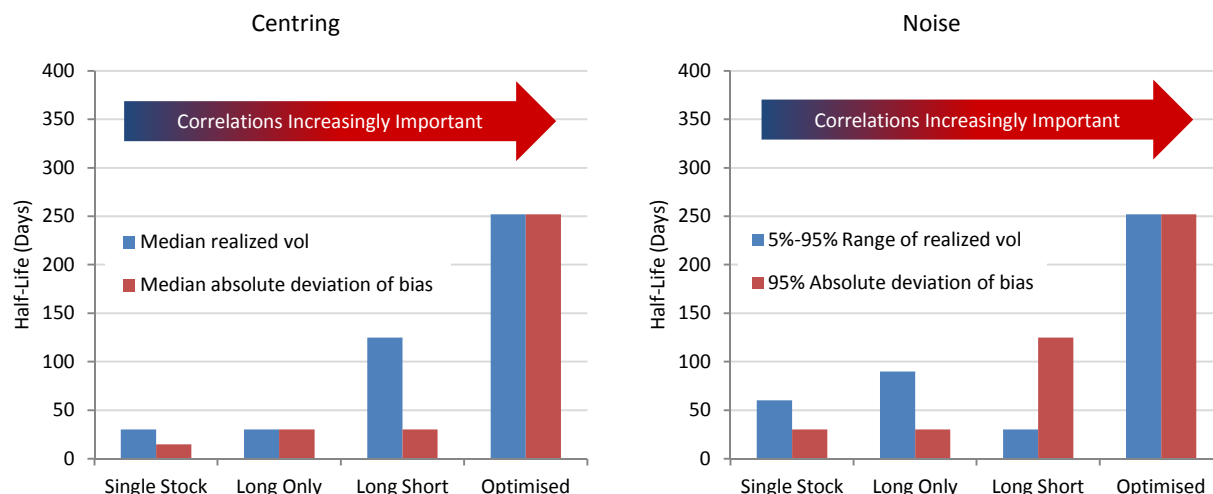 Centring
400
350
300
250
200
150
100
50
0
Half-Life (Days)
Correlations Increasingly Important
Median realized vol
Median absolute deviation of bias
Single Stock Long Only Long Short Optimised
Noise
400
350
300
250
200
150
100
50
0
Half-Life (Days)
Correlations Increasingly Important
5%-95% Range of realized vol
95% Absolute deviation of bias
Single Stock Long Only Long Short Optimised